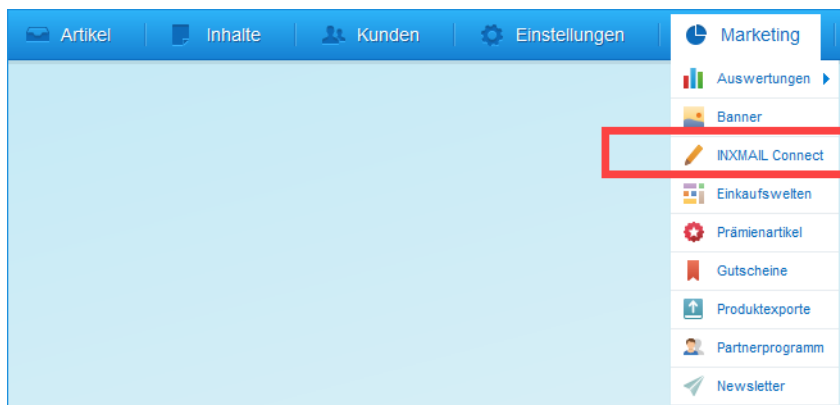 Artikel Inhalte Kunden Einstellungen Marketing
Auswertungen
Banner
INXMAIL Connect
Einkaufswelten
Prämienartikel
Gutscheine
Produktexporte
Partnerprogramm
Newsletter